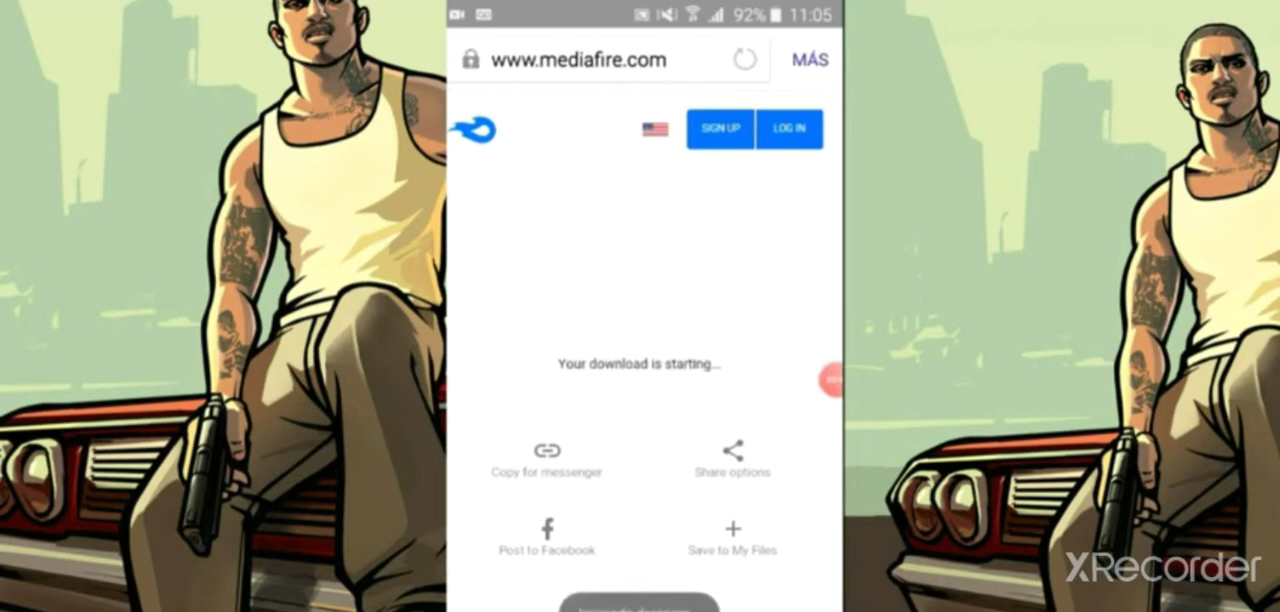 92% 11:05
www.mediafire.com MÁS
SIGN UP LOG IN
Your download is starting...
Copy for messenger Share options
Post to Facebook Save to My Files
XRecorder